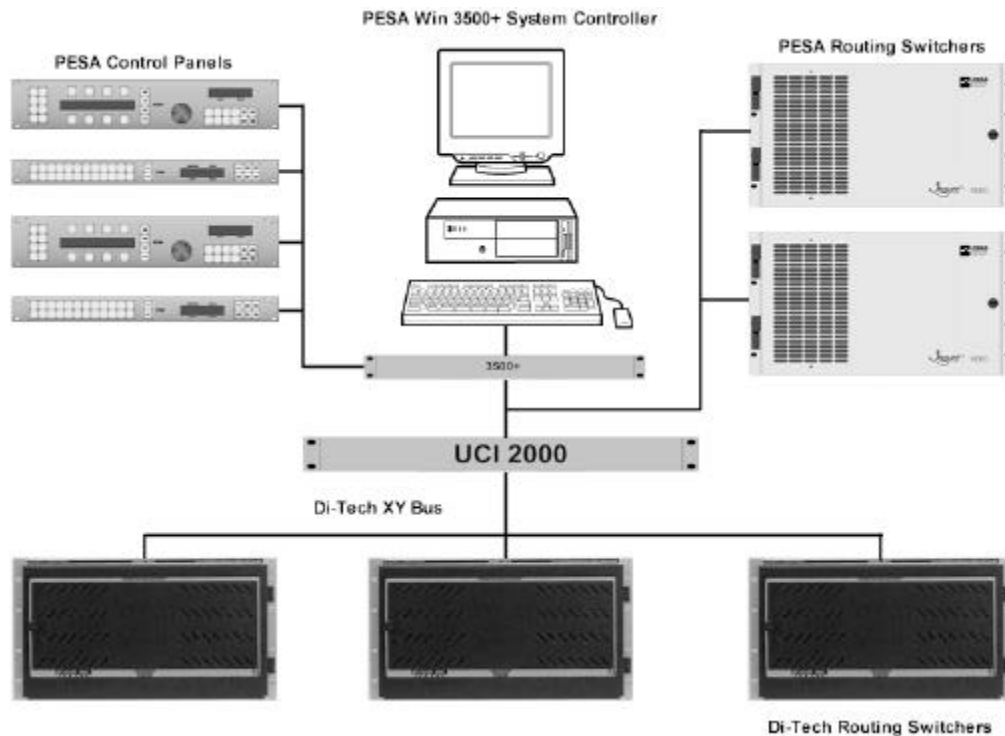 PESA Win 3500+ System Controller
PESA Control Panels
PESA Routing Switchers
3500+
UCI 2000
Di-Tech XY Bus
Di-Tech Routing Switchers